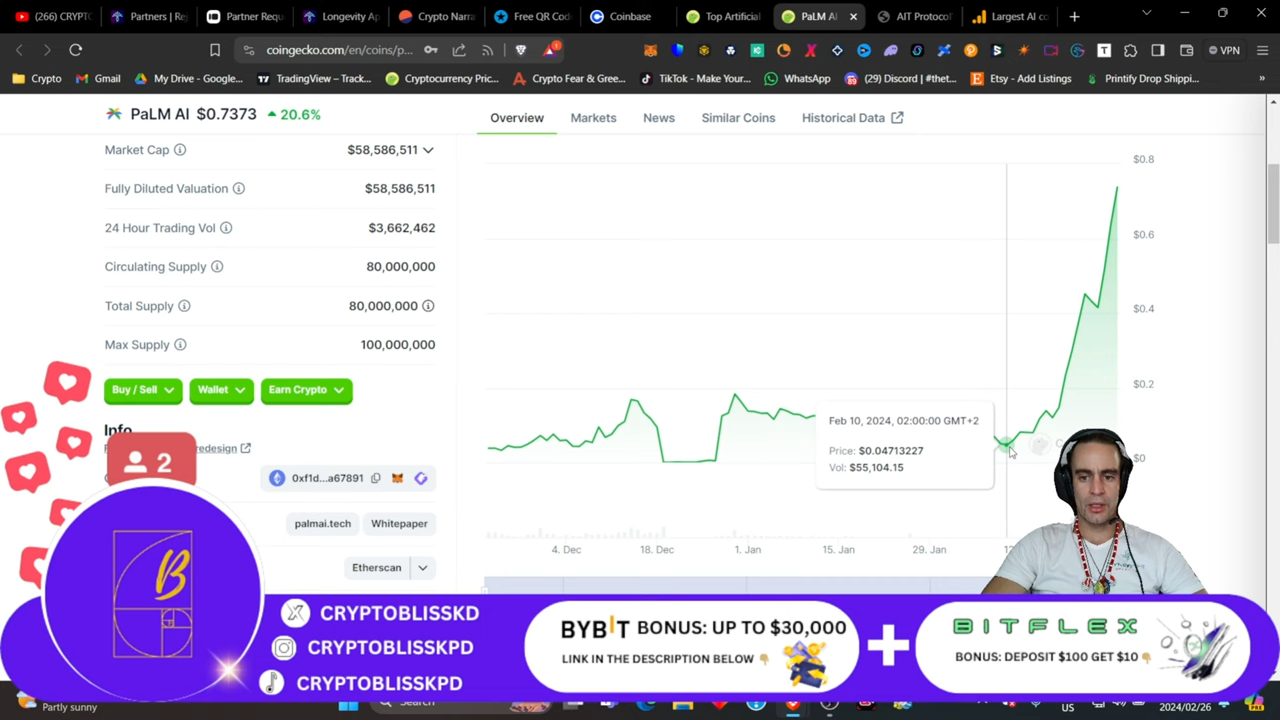 (266) CRYPTO
Partners | Re
Partner Requ
Longevity Ap
Crypto Narra
Free QR Cod
Coinbase
Top Artificial
PaLM AI
AIT Protocol
Largest AI co
coingecko.com/en/coins/p...
VPN
Crypto
Gmail
My Drive - Google...
TradingView – Track...
Cryptocurrency Pric...
Crypto Fear & Gree...
TikTok - Make Your...
WhatsApp
(29) Discord | #thet...
Etsy - Add Listings
Printify Drop Shippi...
PaLM AI $0.7373 20.6%
Overview
Markets
News
Similar Coins
Historical Data
Market Cap
$58,586,511
Fully Diluted Valuation
$58,586,511
24 Hour Trading Vol
$3,662,462
Circulating Supply
80,000,000
Total Supply
80,000,000
Max Supply
100,000,000
Buy / Sell
Wallet
Earn Crypto
Info
redesign
0xf1d...a67891
palmai.tech
Whitepaper
Etherscan
$0.8
$0.6
$0.4
$0.2
$0
Feb 10, 2024, 02:00:00 GMT+2
Price: $0.04713227
Vol: $55,104.15
4. Dec
18. Dec
1. Jan
15. Jan
29. Jan
2
B
CRYPTOBLISSKD
CRYPTOBLISSKPD
CRYPTOBLISSKPD
BYBIT BONUS: UP TO $30,000
LINK IN THE DESCRIPTION BELOW
BITFLEX
BONUS: DEPOSIT $100 GET $10
Partly sunny
Search
US
2024/02/26